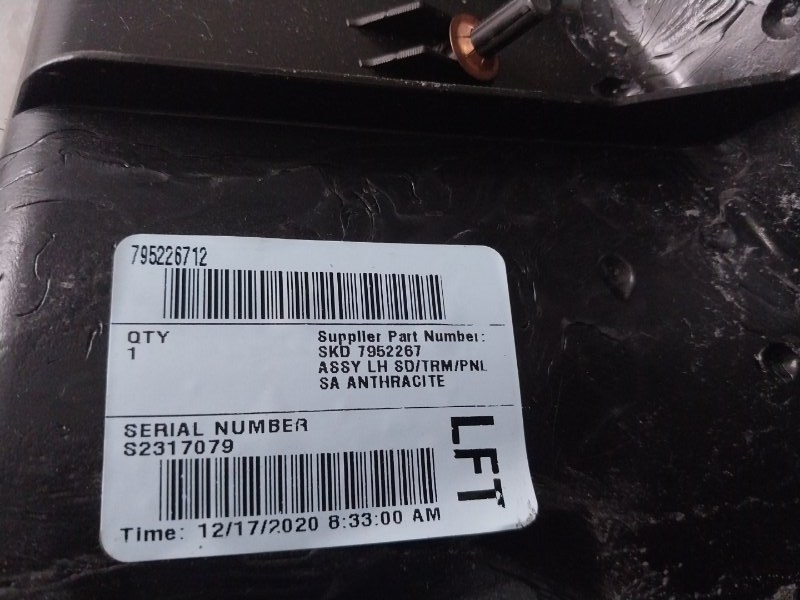 795226712
QTY
1
Supplier Part Number:
SKD 7952267
ASSY LH SD/TRM/PNL
SA ANTHRACITE
SERIAL NUMBER
S2317079
LFT
Time: 12/17/2020 8:33:00 AM